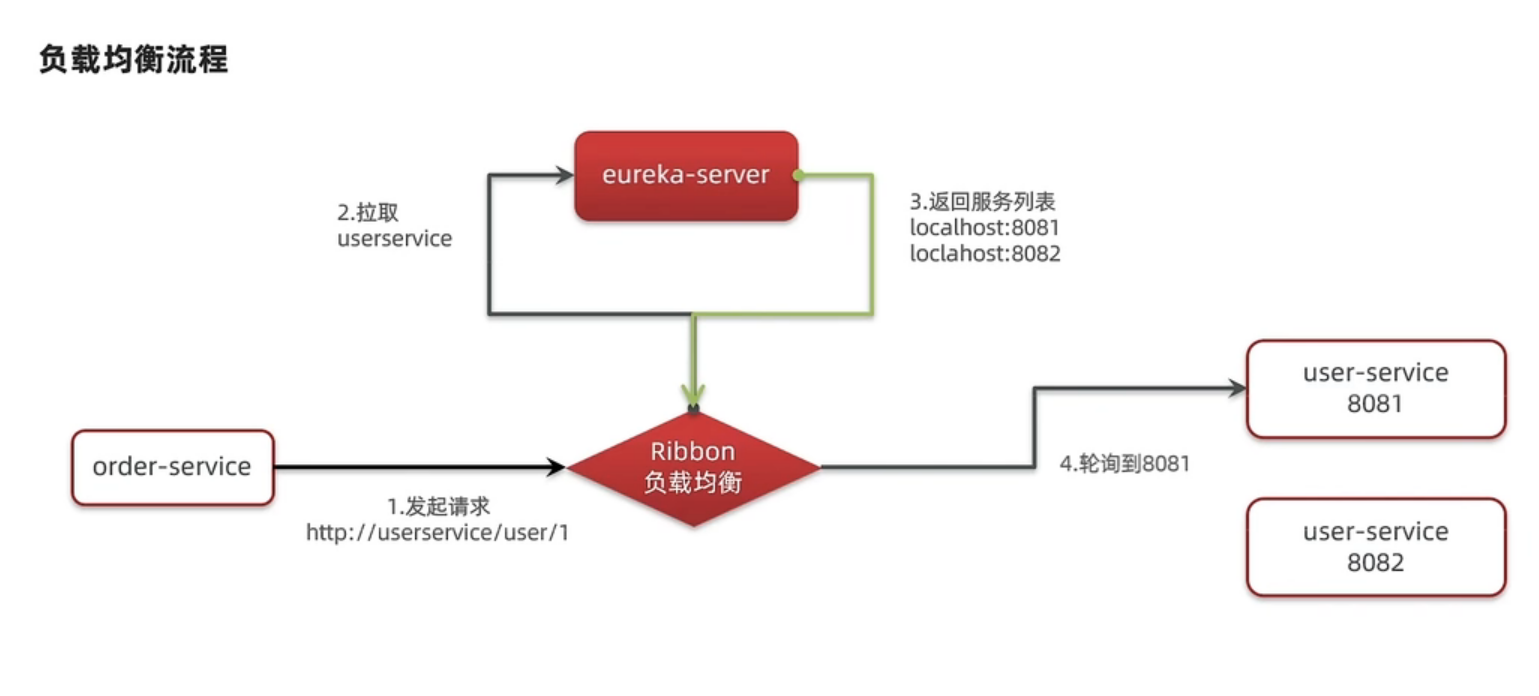 负载均衡流程
eureka-server
2.拉取
userservice
3.返回服务列表
localhost:8081
loclahost:8082
order-service
1.发起请求
http://userservice/user/1
Ribbon
负载均衡
4.轮询到8081
user-service
8081
user-service
8082